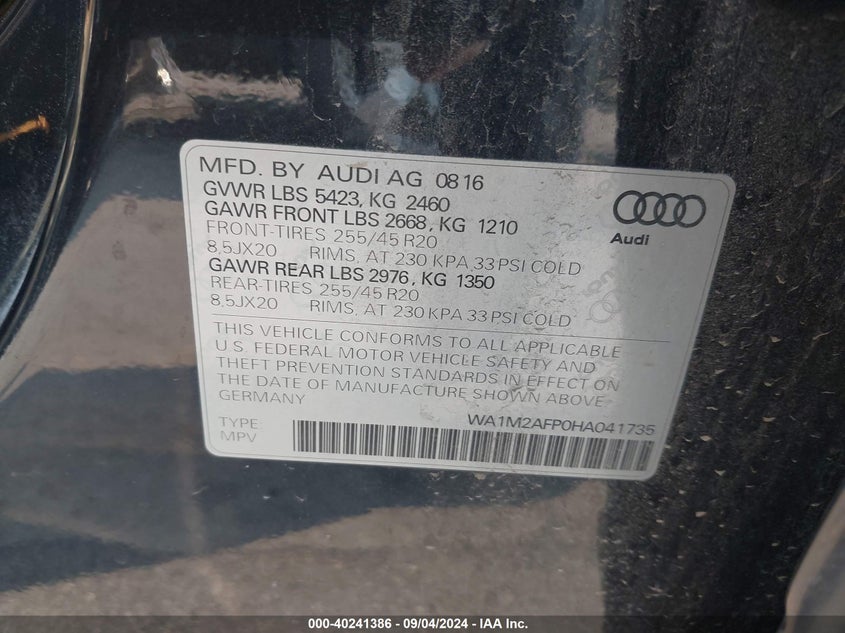 MFD. BY AUDI AG 08 16
GVWR LBS 5423, KG 2460
GAWR FRONT LBS 2668, KG 1210
FRONT-TIRES 255/45 R20
8,5JX20 RIMS, AT 230 KPA 33 PSI COLD
GAWR REAR LBS 2976, KG 1350
REAR-TIRES 255/45 R20
8,5JX20 RIMS, AT 230 KPA 33 PSI COLD
Audi
THIS VEHICLE CONFORMS TO ALL APPLICABLE
U.S. FEDERAL MOTOR VEHICLE SAFETY AND
THEFT PREVENTION STANDARDS IN EFFECT ON
THE DATE OF MANUFACTURE SHOWN ABOVE
GERMANY
WA1M2AFP0HA041735
TYPE:
MPV
000-40241386 - 09/04/2024 - IAA Inc.